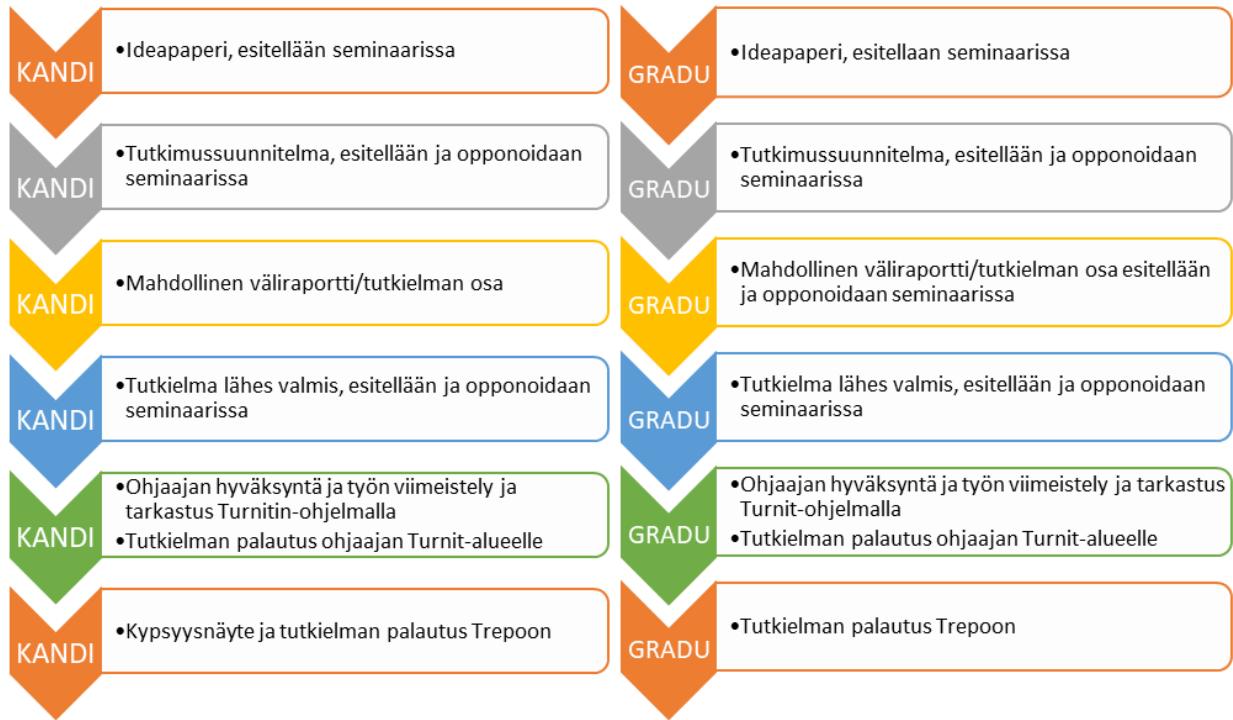 KANDI
•Ideapaperi, esitellään seminaarissa
KANDI
•Tutkimussuunnitelma, esitellään ja opponoidaan
seminaarissa
KANDI
•Mahdollinen väliraportti/tutkielman osa
KANDI
•Tutkielma lähes valmis, esitellään ja opponoidaan
seminaarissa
KANDI
•Ohjaajan hyväksyntä ja työn viimeistely ja
tarkastus Turnitin-ohjelmalla
•Tutkielman palautus ohjaajan Turnit-alueelle
KANDI
•Kypsyysnäyte ja tutkielman palautus Trepoon
GRADU
•Ideapaperi, esitellaan seminaarissa
GRADU
•Tutkimussuunnitelma, esitellään ja opponoidaan
seminaarissa
GRADU
•Mahdollinen väliraportti/tutkielman osa esitellään
ja opponoidaan seminaarissa
GRADU
•Tutkielma lähes valmis, esitellään ja opponoidaan
seminaarissa
GRADU
•Ohjaajan hyväksyntä ja työn viimeistely ja tarkastus
Turnit-ohjelmalla
•Tutkielman palautus ohjaajan Turnit-alueelle
GRADU
•Tutkielman palautus Trepoon